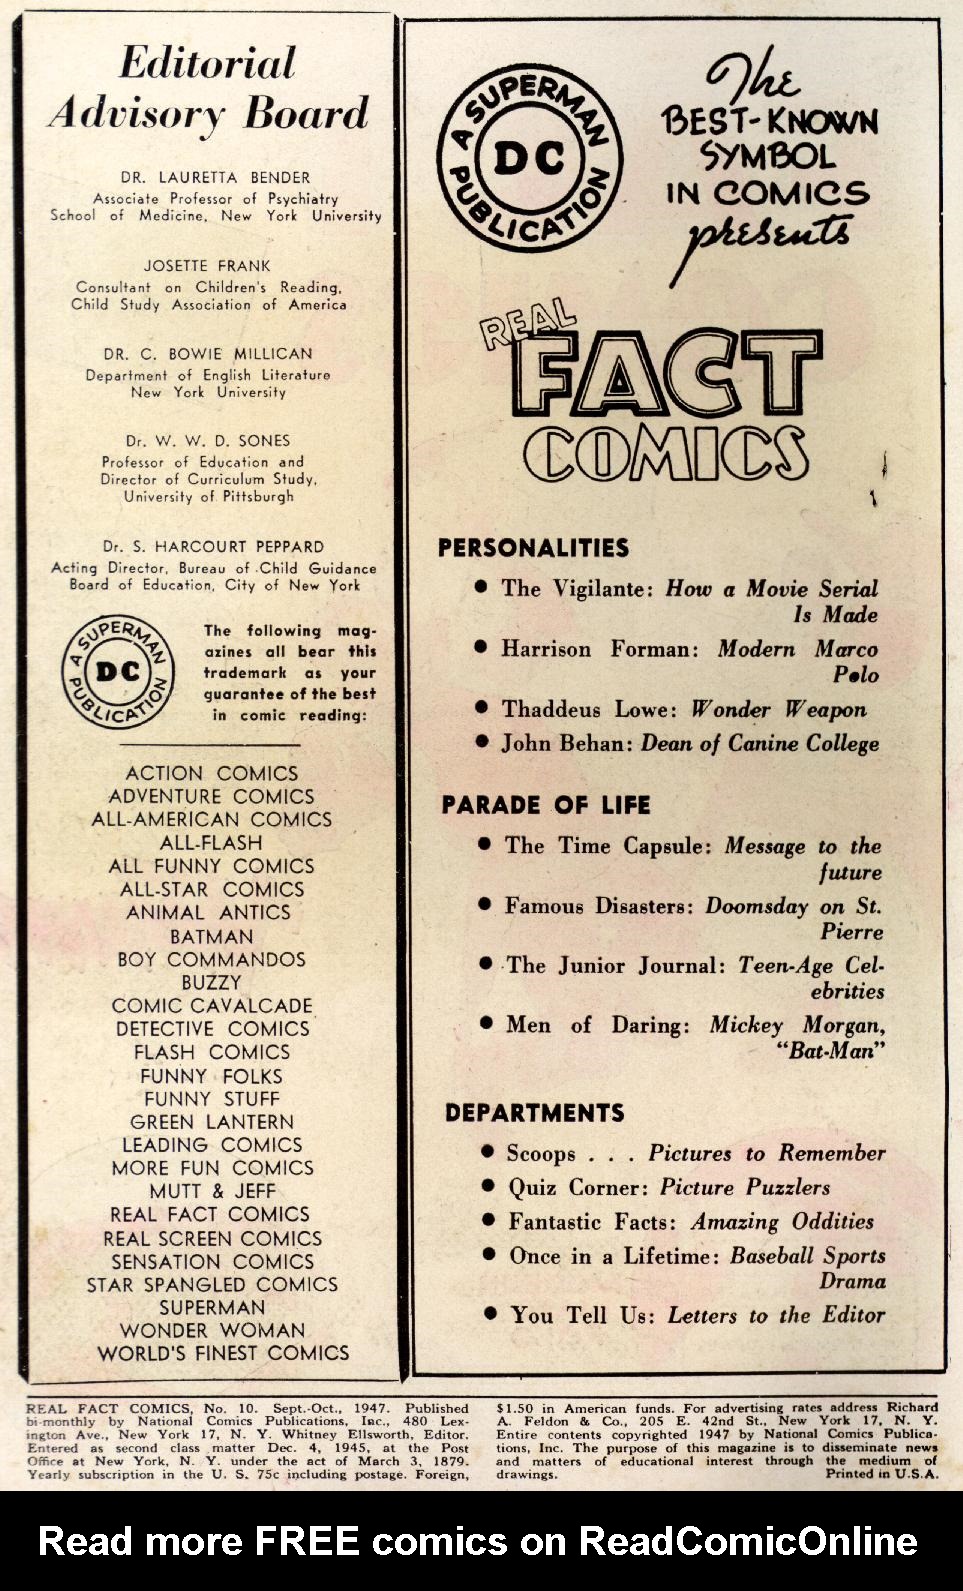 Editorial
Advisory Board
DR. LAURETTA BENDER
Associate Professor of Psychiatry
School of Medicine, New York University
JOSETTE FRANK
Consultant on Children's Reading,
Child Study Association of America
DR. C. BOWIE MILLICAN
Department of English Literature
New York University
Dr. W. W. D. SONES
Professor of Education and
Director of Curriculum Study,
University of Pittsburgh
Dr. S. HARCOURT PEPPARD
Acting Director, Bureau of Child Guidance
Board of Education, City of New York
A SUPERMAN
DC
PUBLICATION
The following mag-
azines all bear this
trademark as your
guarantee of the best
in comic reading:
ACTION COMICS
ADVENTURE COMICS
ALL-AMERICAN COMICS
ALL-FLASH
ALL FUNNY COMICS
ALL-STAR COMICS
ANIMAL ANTICS
BATMAN
BOY COMMANDOS
BUZZY
COMIC CAVALCADE
DETECTIVE COMICS
FLASH COMICS
FUNNY FOLKS
FUNNY STUFF
GREEN LANTERN
LEADING COMICS
MORE FUN COMICS
MUTT & JEFF
REAL FACT COMICS
REAL SCREEN COMICS
SENSATION COMICS
STAR SPANGLED COMICS
SUPERMAN
WONDER WOMAN
WORLD'S FINEST COMICS
A SUPERMAN
DC
PUBLICATION
The
BEST-KNOWN
SYMBOL
IN COMICS
presents
REAL
FACT
COMICS
PERSONALITIES
● The Vigilante: How a Movie Serial
Is Made
● Harrison Forman: Modern Marco
Polo
● Thaddeus Lowe: Wonder Weapon
● John Behan: Dean of Canine College
PARADE OF LIFE
● The Time Capsule: Message to the
future
● Famous Disasters: Doomsday on St.
Pierre
● The Junior Journal: Teen-Age Cel-
ebrities
● Men of Daring: Mickey Morgan,
"Bat-Man"
DEPARTMENTS
● Scoops . . . Pictures to Remember
● Quiz Corner: Picture Puzzlers
● Fantastic Facts: Amazing Oddities
● Once in a Lifetime: Baseball Sports
Drama
● You Tell Us: Letters to the Editor
REAL FACT COMICS, No. 10. Sept.-Oct., 1947. Published
bi-monthly by National Comics Publications, Inc., 480 Lex-
ington Ave., New York 17, N. Y. Whitney Ellsworth, Editor.
Entered as second class matter Dec. 4, 1945, at the Post
Office at New York, N. Y. under the act of March 3, 1879.
Yearly subscription in the U. S. 75c including postage. Foreign,
$1.50 in American funds. For advertising rates address Richard
A. Feldon & Co., 205 E. 42nd St., New York 17, N. Y.
Entire contents copyrighted 1947 by National Comics Publica-
tions, Inc. The purpose of this magazine is to disseminate news
and matters of educational interest through the medium of
drawings. Printed in U.S.A.
Read more FREE comics on ReadComicOnline